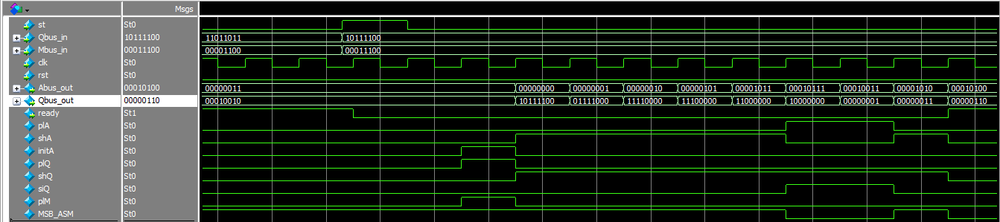 Msgs
st St0
Qbus_in 10111100 11011011 10111100
Mbus_in 00011100 00001100 00011100
clk St0
rst St0
Abus_out 00010100 00000011 00000000 00000001 00000010 00000101 00001011 00010111 00010011 00001010 00010100
Qbus_out 00000110 00010010 10111100 01111000 11110000 11100000 11000000 10000000 00000001 00000011 00000110
ready St1
plA St0
shA St0
initA St0
plQ St0
shQ St0
siQ St0
plM St0
MSB_ASM St0